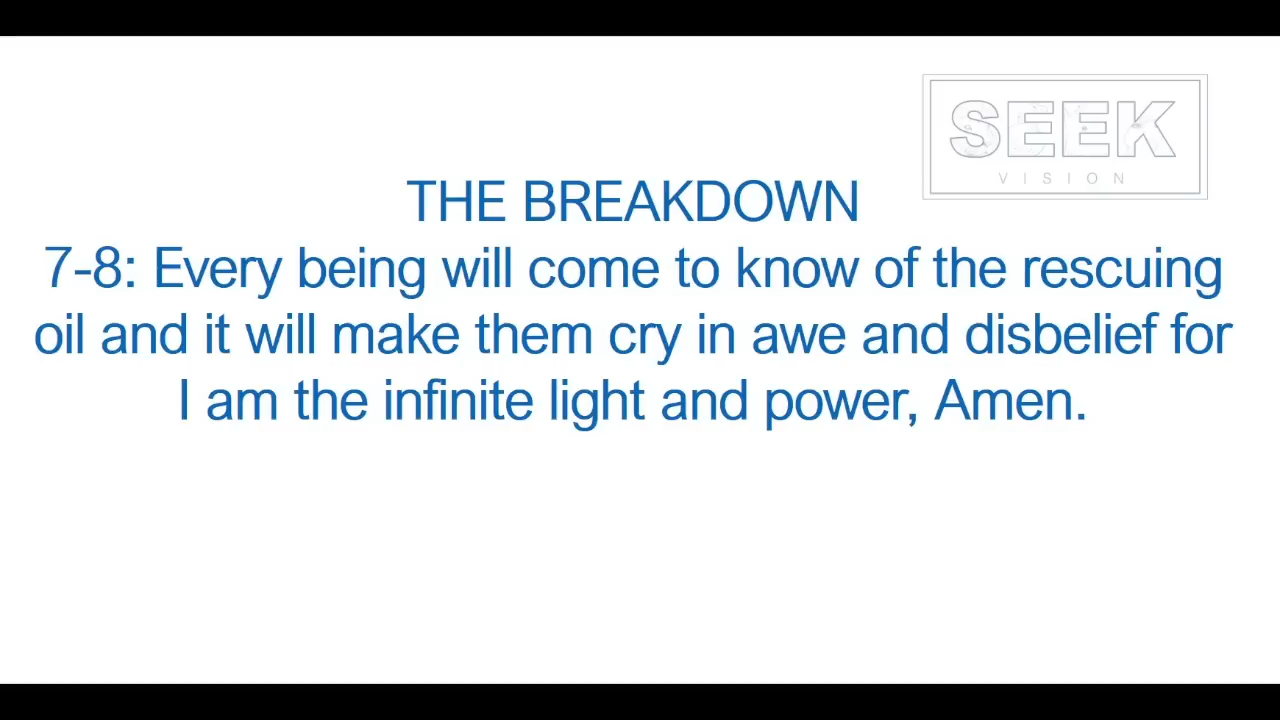 SEEK
VISION
THE BREAKDOWN
7-8: Every being will come to know of the rescuing
oil and it will make them cry in awe and disbelief for
I am the infinite light and power, Amen.